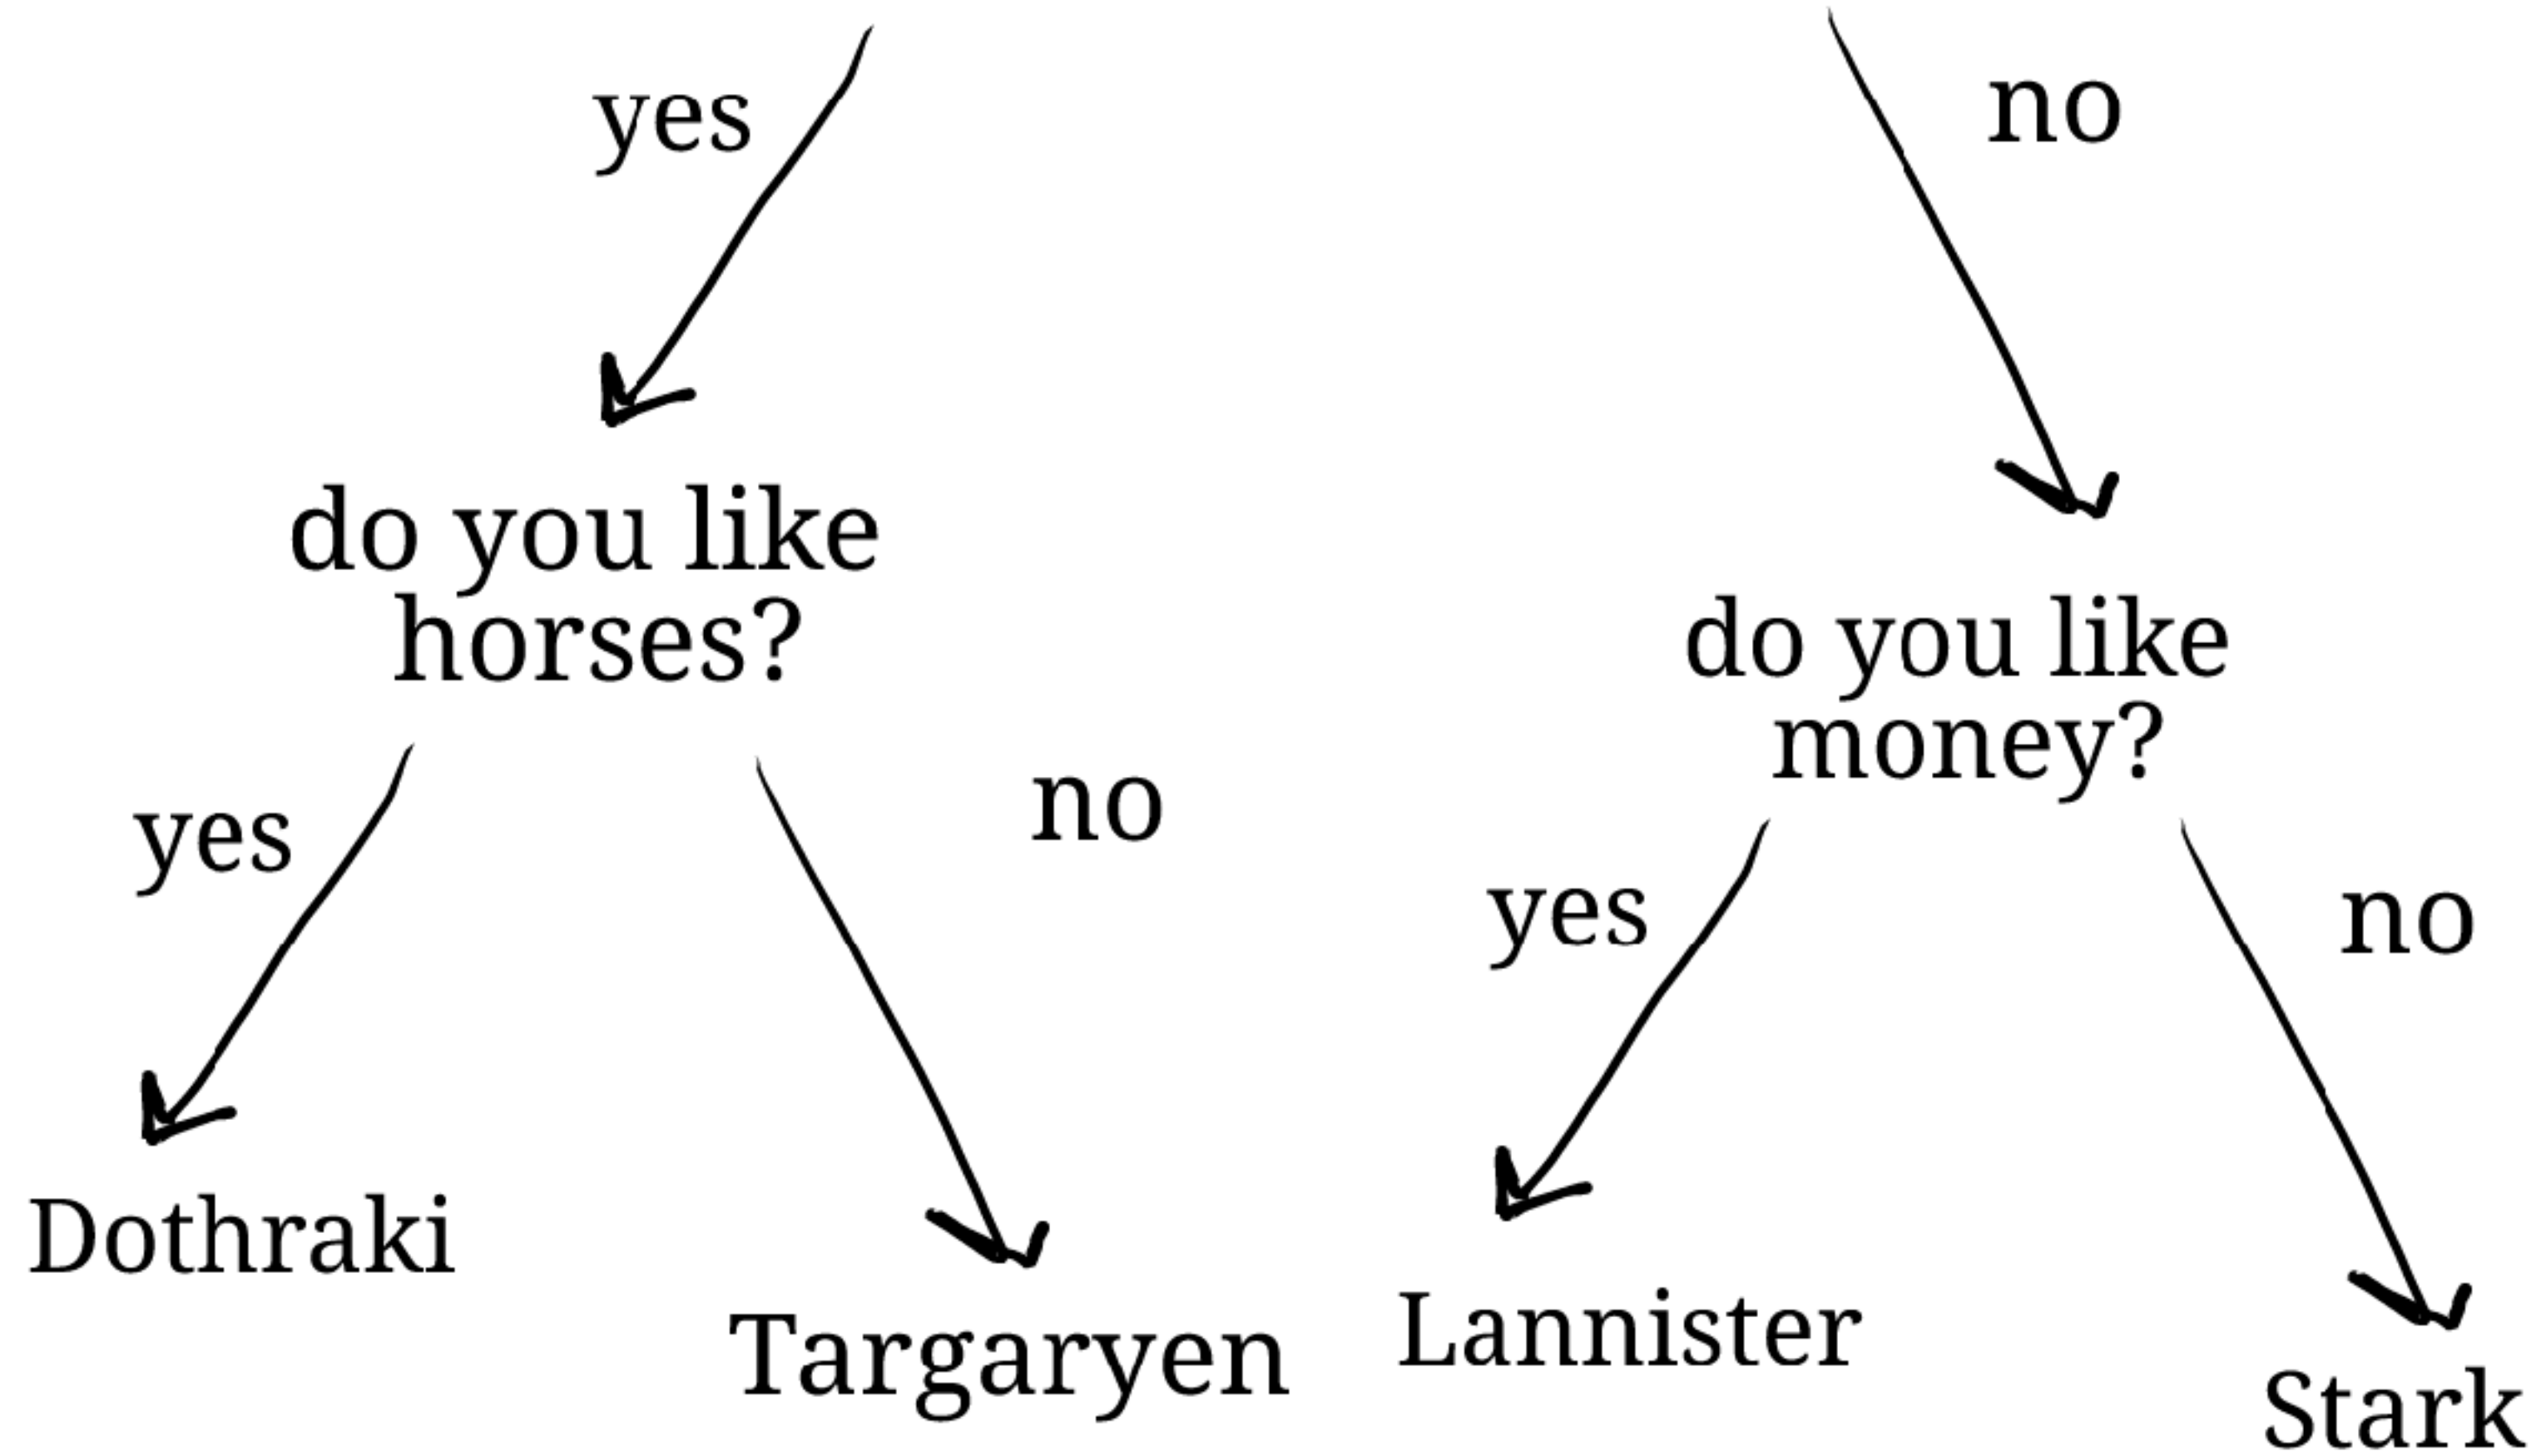 yes
no
do you like
horses?
do you like
money?
yes
no
yes
no
Dothraki
Targaryen
Lannister
Stark